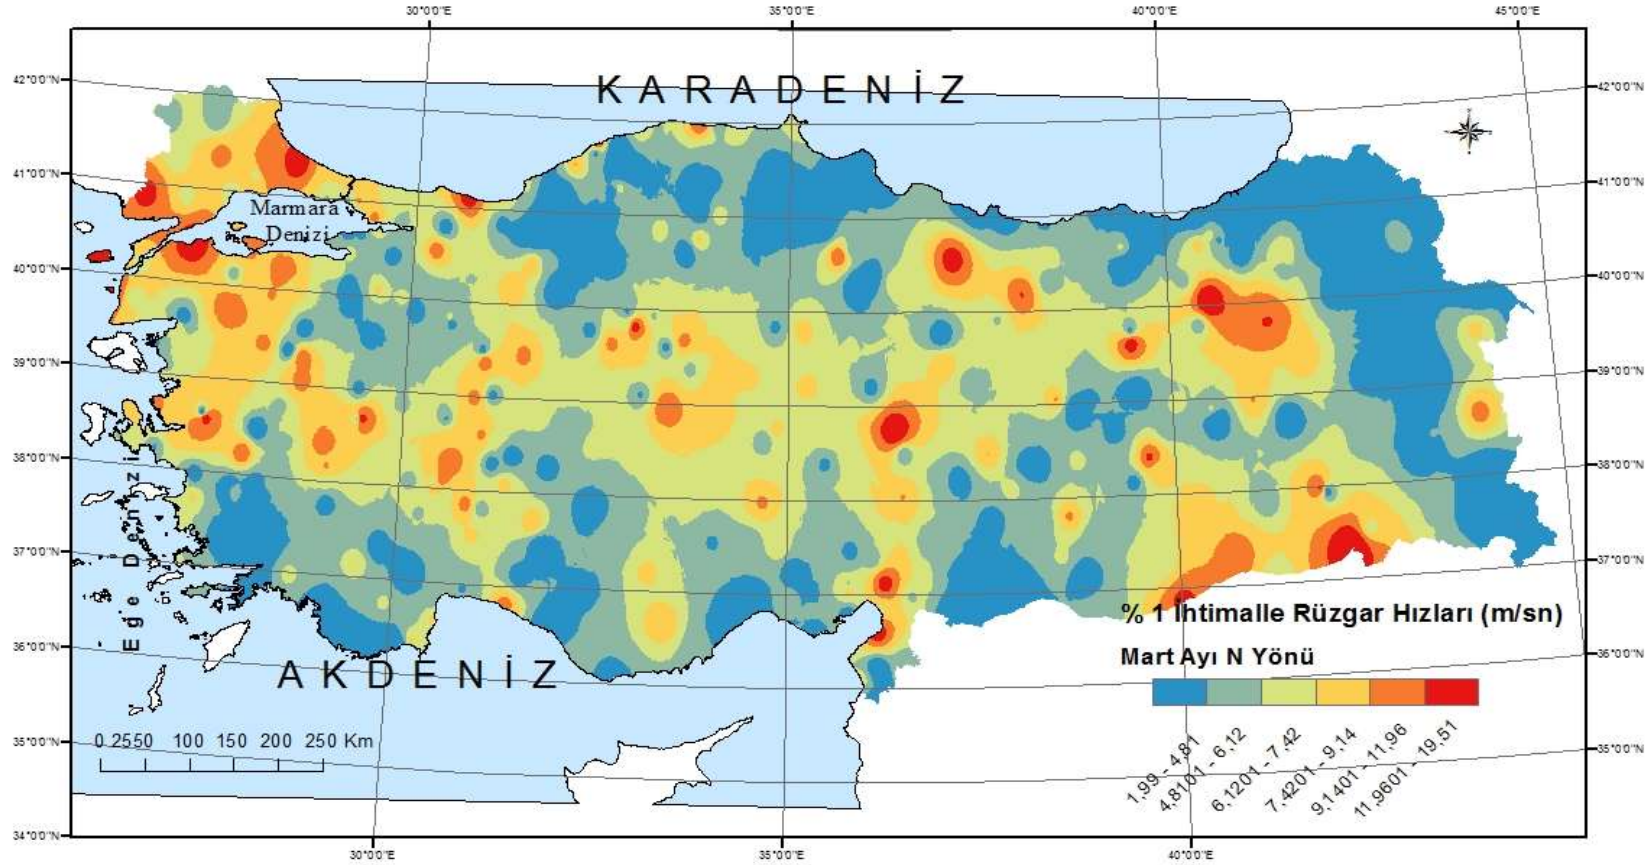 30°0'0"E 35°0'0"E 40°0'0"E 45°0'0"E
42°0'0"N 42°0'0"N
KARADENİZ
41°0'0"N 41°0'0"N
Marmara
Denizi
40°0'0"N 40°0'0"N
39°0'0"N 39°0'0"N
38°0'0"N 38°0'0"N
Ege Denizi
37°0'0"N 37°0'0"N
% 1 İhtimalle Rüzgar Hızları (m/sn)
36°0'0"N 36°0'0"N
Mart Ayı N Yönü
AKDENİZ
35°0'0"N 35°0'0"N
0 25 50 100 150 200 250 Km
1,99 - 4,81
4,8101 - 6,12
6,1201 - 7,42
7,4201 - 9,14
9,1401 - 11,96
11,9601 - 19,51
34°0'0"N
30°0'0"E 35°0'0"E 40°0'0"E